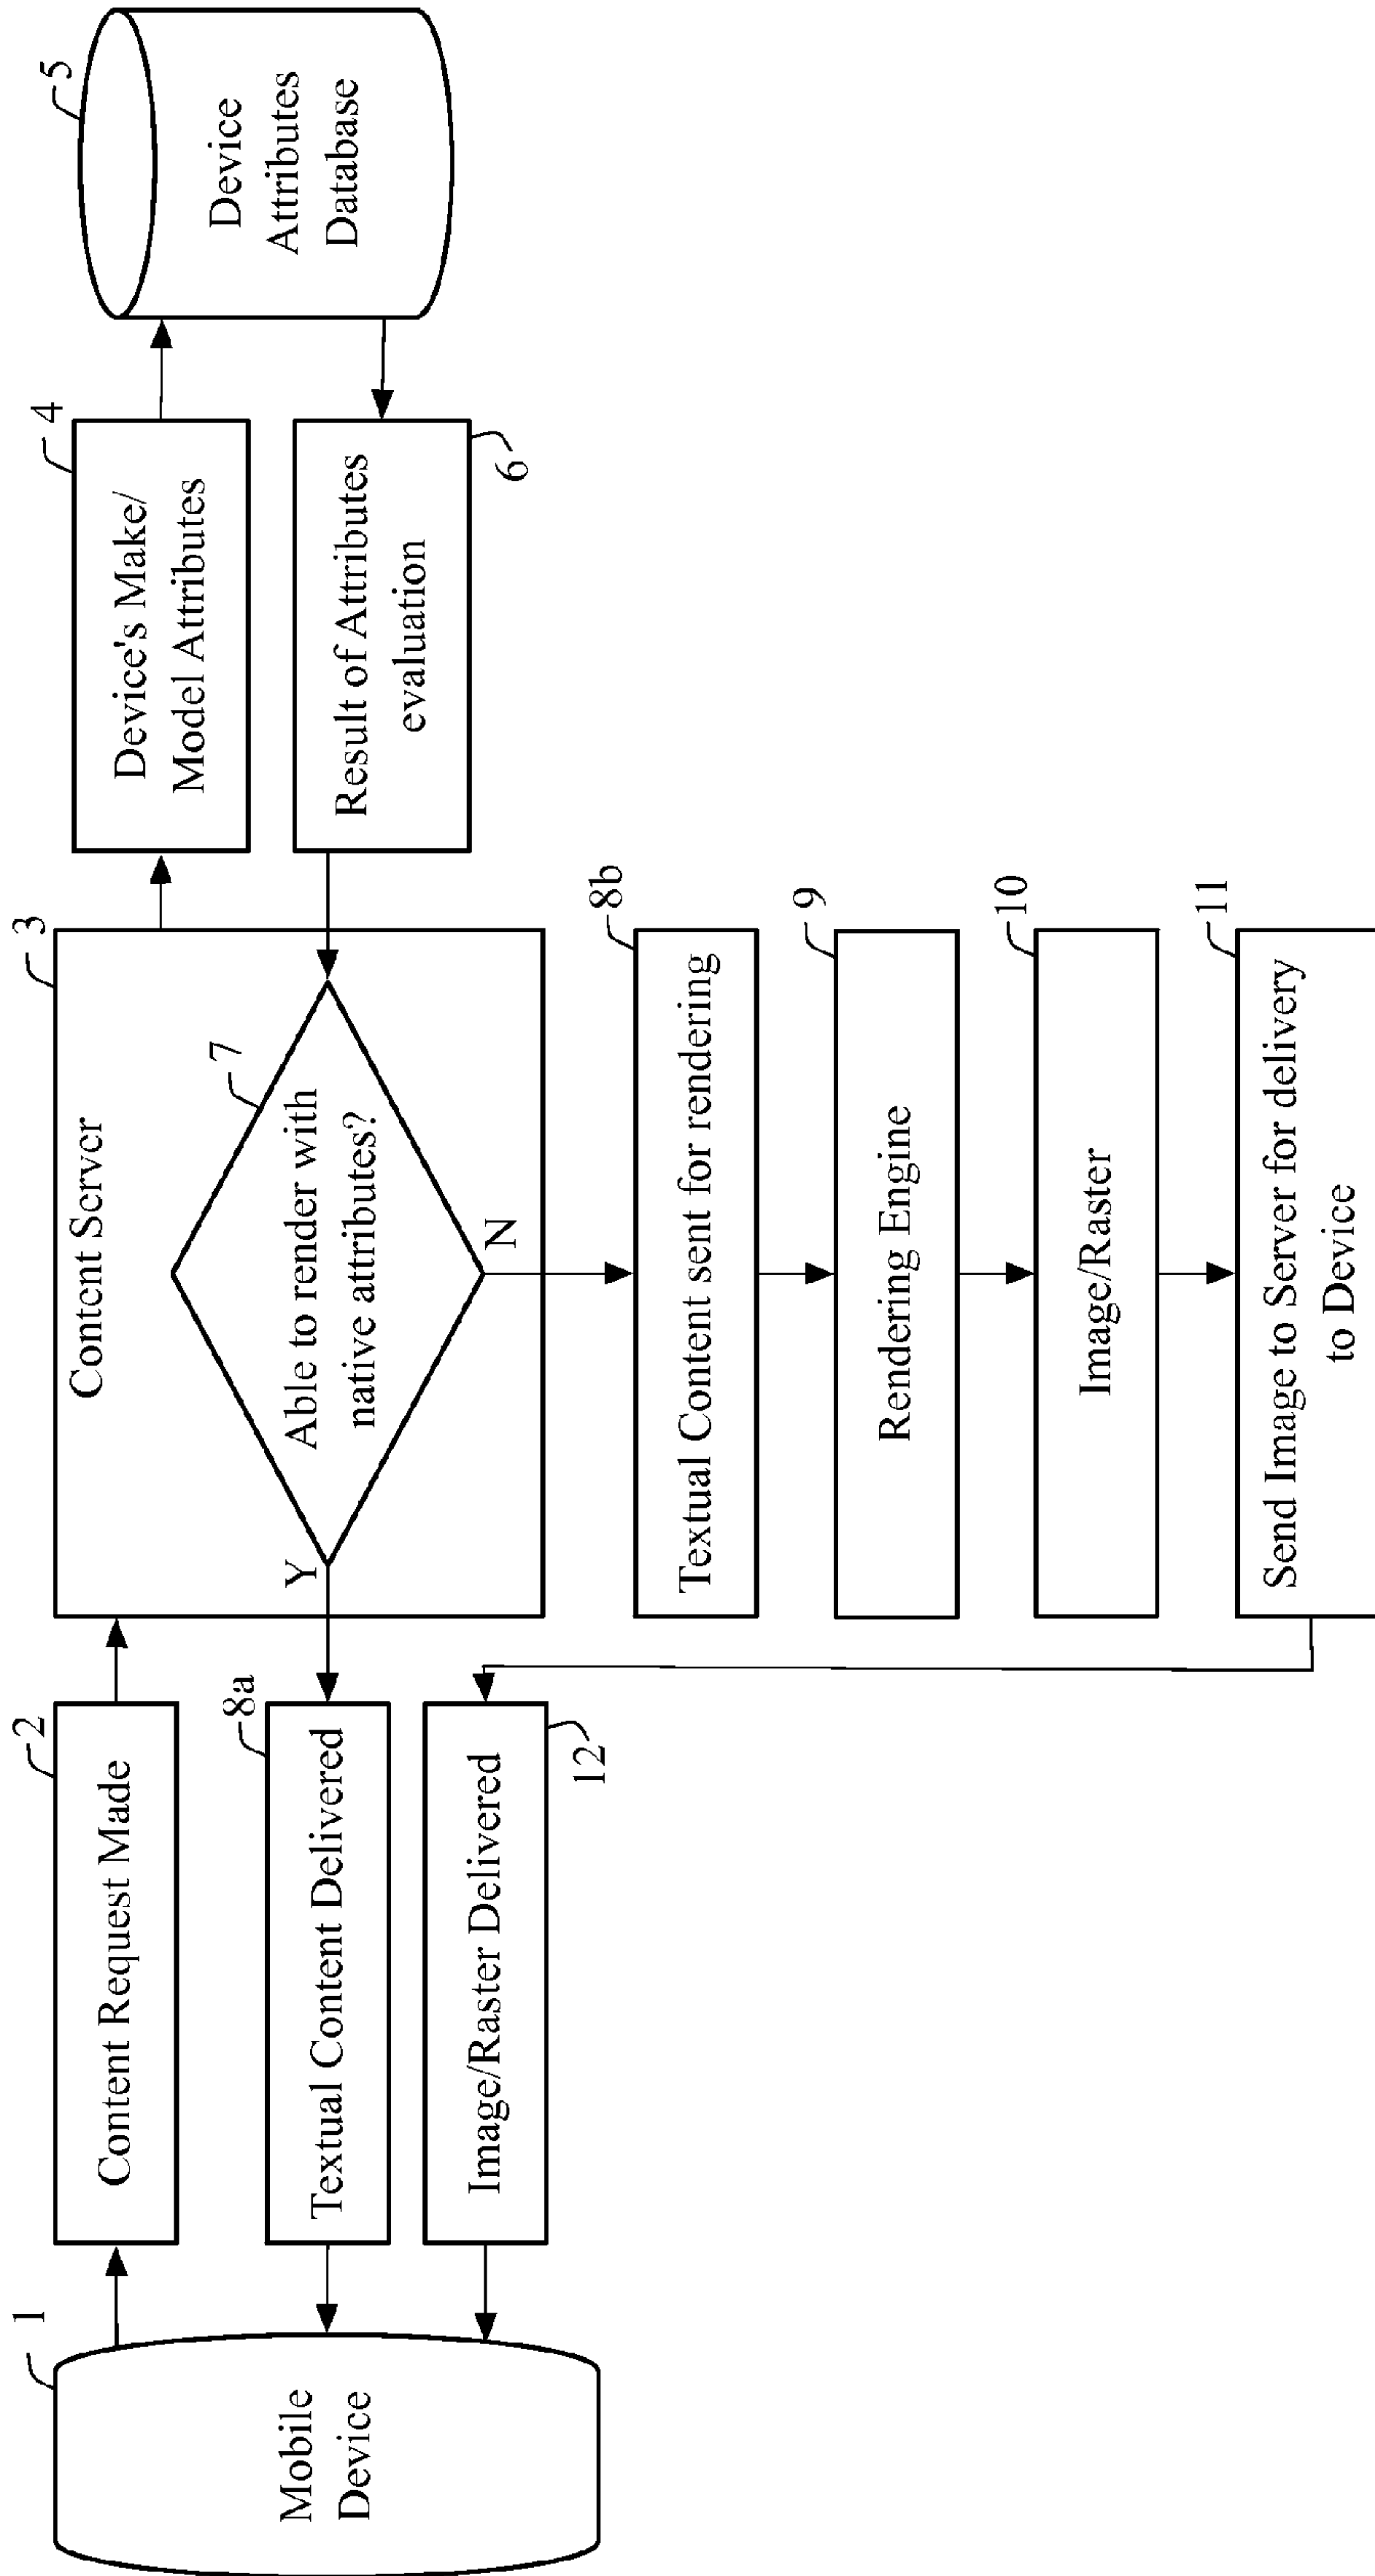 1
Mobile
Device
2
Content Request Made
8a
Textual Content Delivered
Image/Raster Delivered
12
3
Content Server
7
Able to render with
native attributes?
Y
N
4
Device's Make/
Model Attributes
Result of Attributes
evaluation
6
5
Device
Attributes
Database
8b
Textual Content sent for rendering
9
Rendering Engine
10
Image/Raster
11
Send Image to Server for delivery
to Device